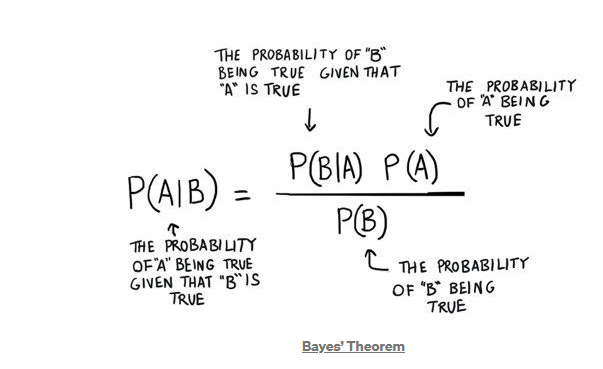 THE PROBABILITY OF "B"
BEING TRUE GIVEN THAT
"A" IS TRUE
THE PROBABILITY
OF "A" BEING
TRUE
P(B|A) P(A)
P(A|B) =
P(B)
THE PROBABILITY
OF "A" BEING TRUE
GIVEN THAT "B" IS
TRUE
THE PROBABILITY
OF "B" BEING
TRUE
Bayes' Theorem